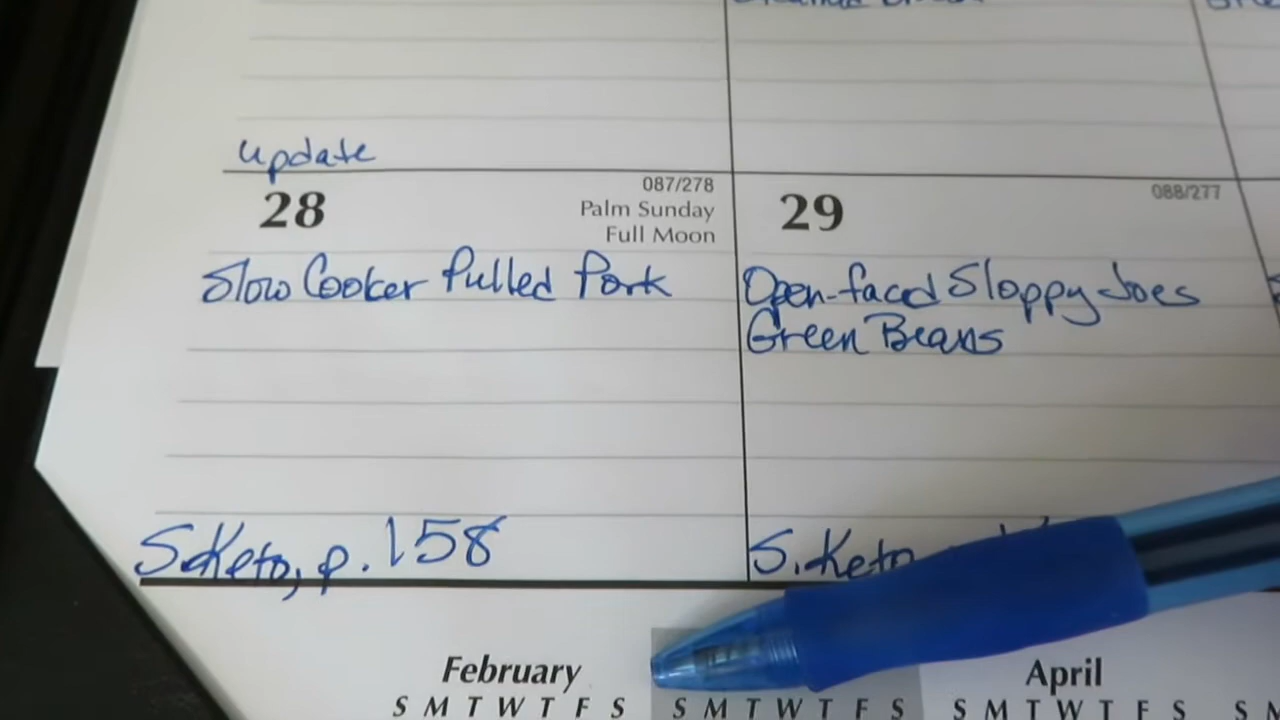 update
28
087/278
Palm Sunday
Full Moon
Slow Cooker Pulled Pork
S.Keto, p. 158
29
088/277
Open-faced Sloppy Joes
Green Beans
S. Keto
February
S M T W T F S
S M T W T F S
April
S M T W T F S
S